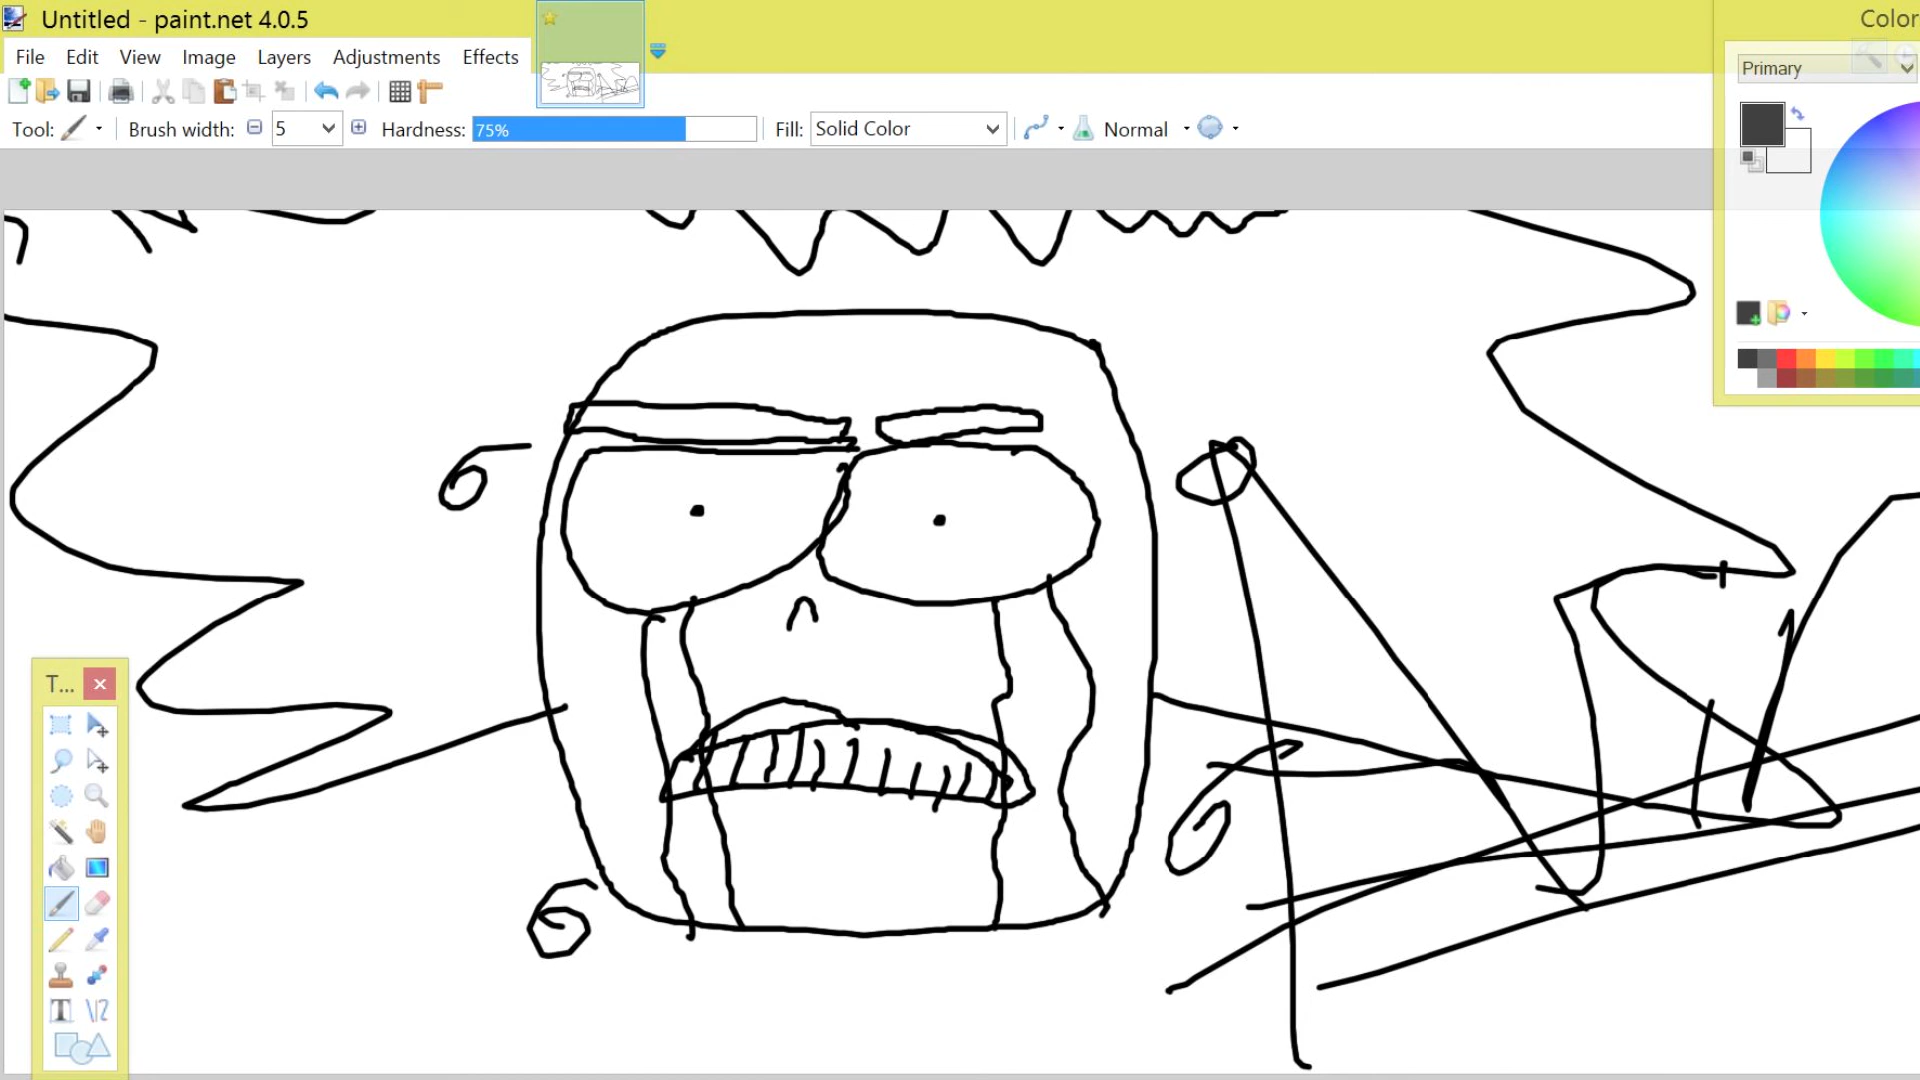 Untitled - paint.net 4.0.5
Color
File Edit View Image Layers Adjustments Effects
Primary
Tool: Brush width: 5 Hardness: 75% Fill: Solid Color Normal
T...